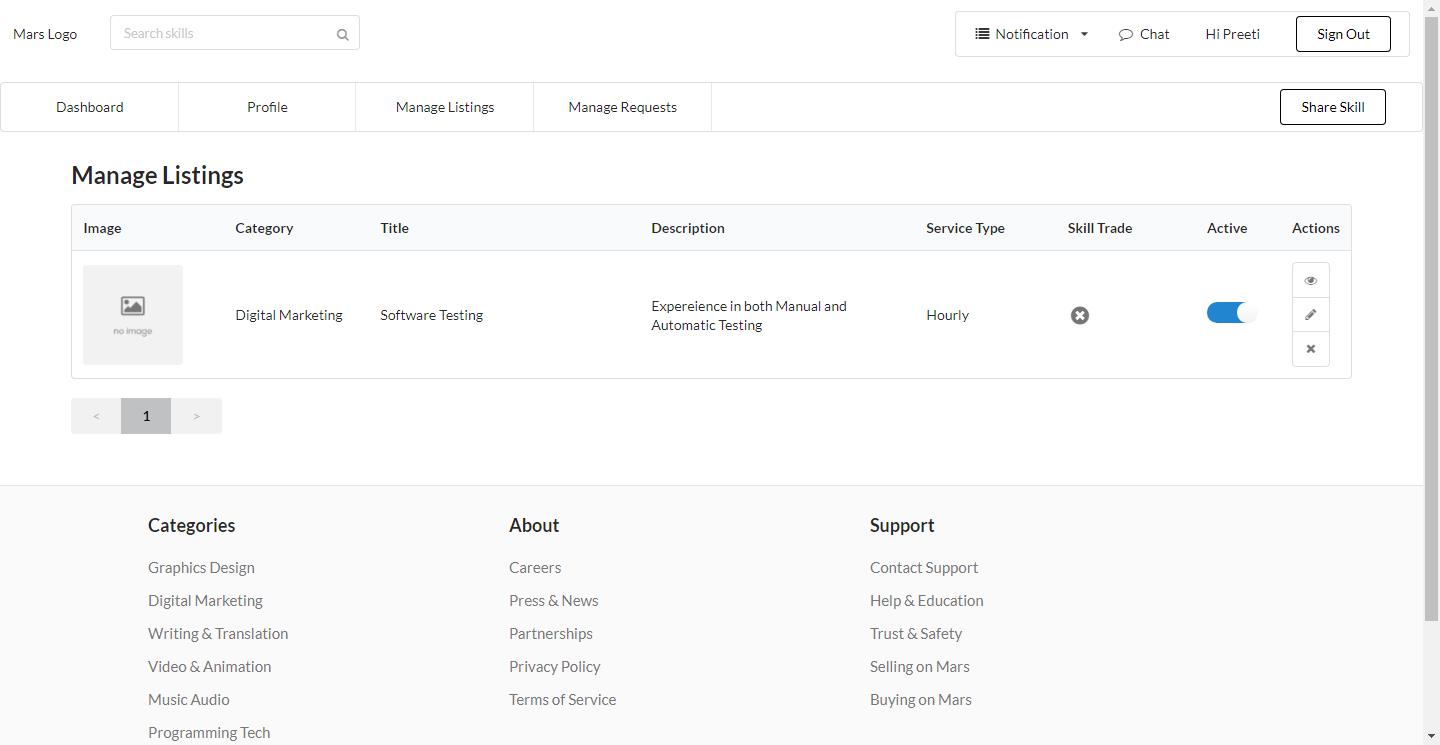 Mars Logo
Search skills
Notification
Chat
Hi Preeti
Sign Out
Dashboard
Profile
Manage Listings
Manage Requests
Share Skill
Manage Listings
Image Category Title Description Service Type Skill Trade Active Actions
no image
Digital Marketing
Software Testing
Expereience in both Manual and
Automatic Testing
Hourly
< 1 >
Categories
Graphics Design
Digital Marketing
Writing & Translation
Video & Animation
Music Audio
Programming Tech
About
Careers
Press & News
Partnerships
Privacy Policy
Terms of Service
Support
Contact Support
Help & Education
Trust & Safety
Selling on Mars
Buying on Mars